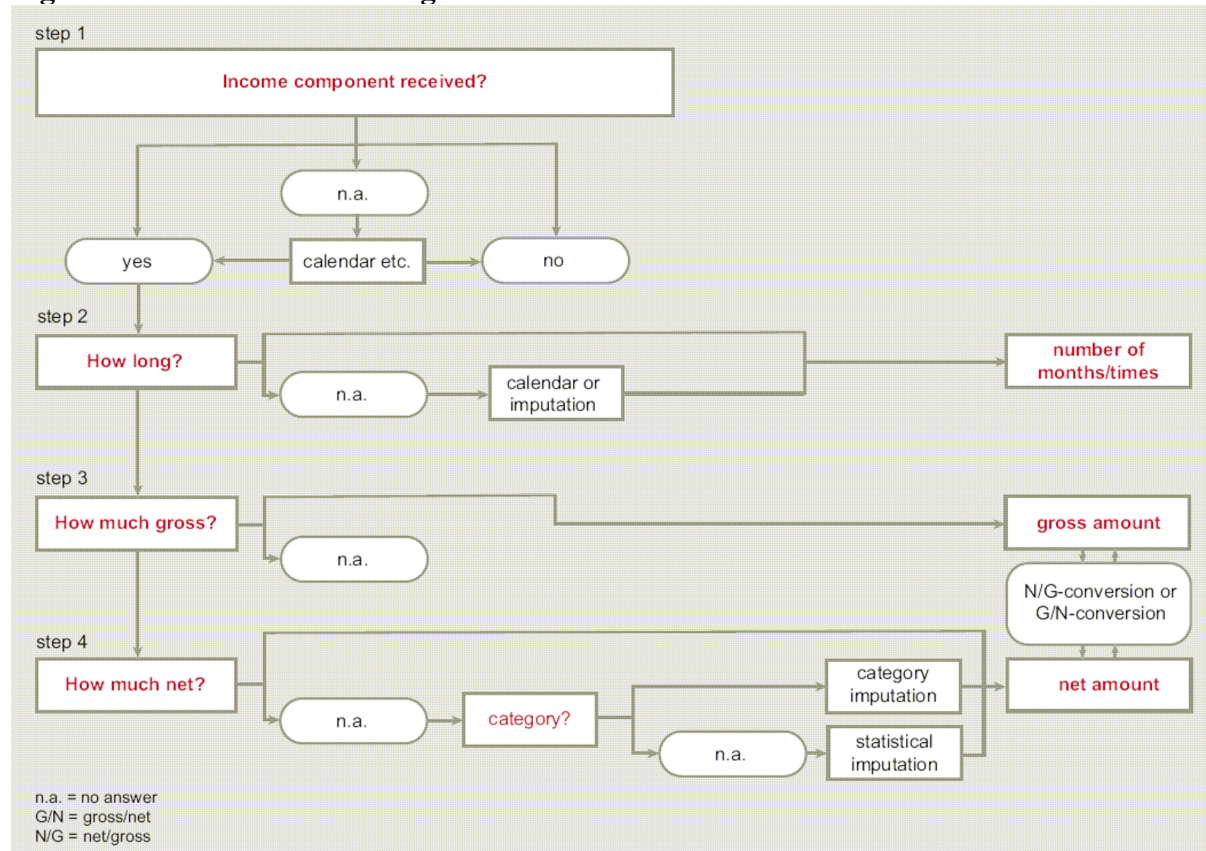 step 1
Income component received?
n.a.
yes
calendar etc.
no
step 2
How long?
n.a.
calendar or
imputation
number of
months/times
step 3
How much gross?
n.a.
gross amount
N/G-conversion or
G/N-conversion
step 4
How much net?
n.a.
category?
category
imputation
n.a.
statistical
imputation
net amount
n.a. = no answer
G/N = gross/net
N/G = net/gross